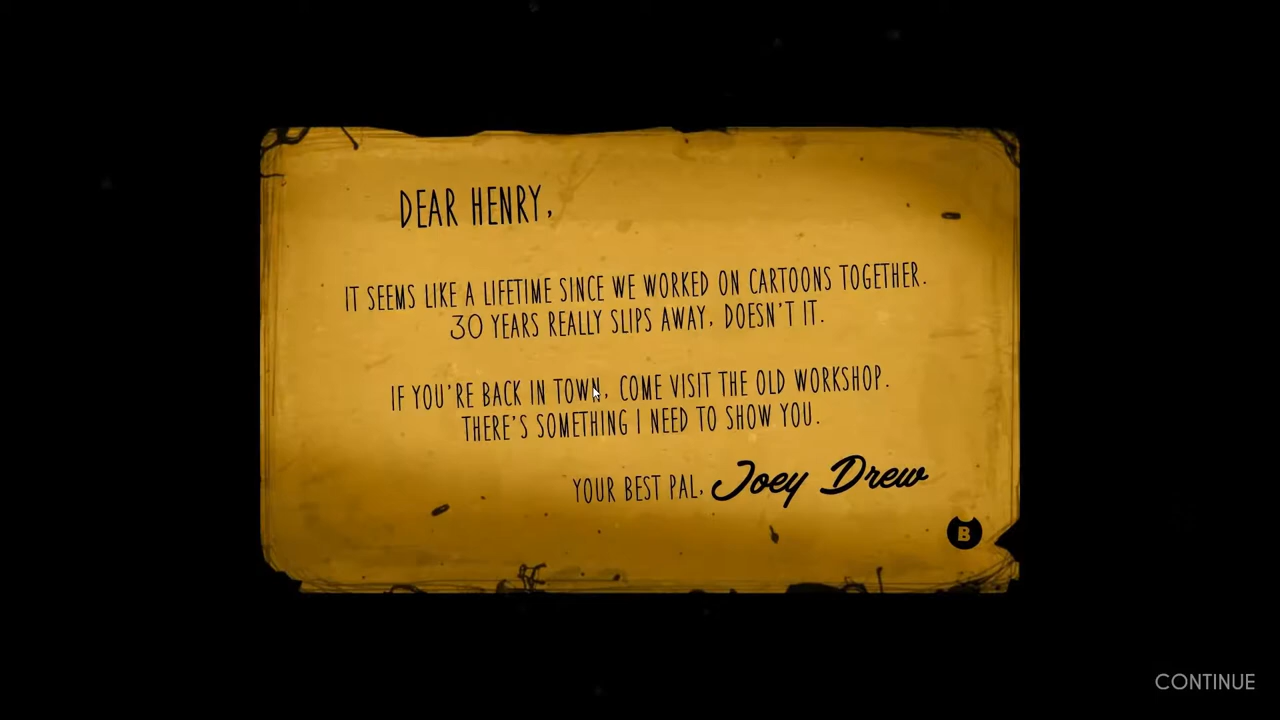 DEAR HENRY,
IT SEEMS LIKE A LIFETIME SINCE WE WORKED ON CARTOONS TOGETHER.
30 YEARS REALLY SLIPS AWAY, DOESN'T IT.
IF YOU'RE BACK IN TOWN, COME VISIT THE OLD WORKSHOP.
THERE'S SOMETHING I NEED TO SHOW YOU.
YOUR BEST PAL, Joey Drew
B
CONTINUE